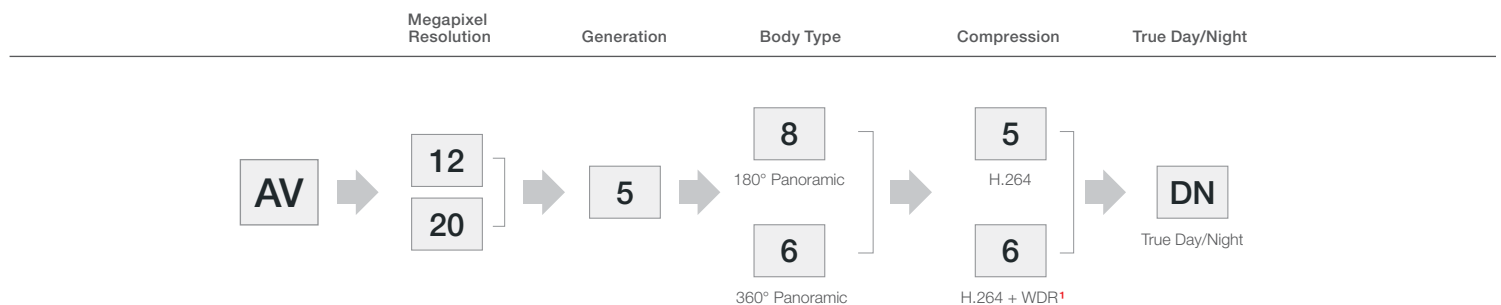 Megapixel
Resolution
Generation
Body Type
Compression
True Day/Night
AV
12
20
5
8
180° Panoramic
6
360° Panoramic
5
H.264
6
H.264 + WDR¹
DN
True Day/Night